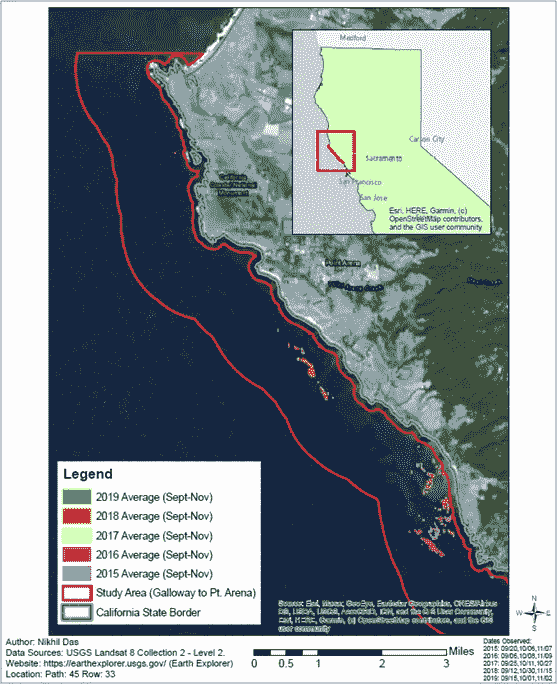 Medford
Carson City
Sacramento
San Francisco
San Jose
Esri, HERE, Garmin, (c)
OpenStreetMap contributors,
and the GIS user community
California
Coastal National
Monument
Point Arena
Legend
2019 Average (Sept-Nov)
2018 Average (Sept-Nov)
2017 Average (Sept-Nov)
2016 Average (Sept-Nov)
2015 Average (Sept-Nov)
Study Area (Galloway to Pt. Arena)
California State Border
Source: Esri, Maxar, GeoEye, Earthstar Geographics, CNES/Airbus
DS, USDA, USGS, AeroGRID, IGN, and the GIS User Community,
Esri, HERE, Garmin, (c) OpenStreetMap contributors, and the GIS
user community
N
W
E
S
Miles
0
0.5
1
2
3
Author: Nikhil Das
Data Sources: USGS Landsat 8 Collection 2 - Level 2.
Website: https://earthexplorer.usgs.gov/ (Earth Explorer)
Location: Path: 45 Row: 33
Dates Observed:
2015: 09/20,10/06,11/07
2016: 09/06,10/08,11/09
2017: 09/25,10/11,10/27
2018: 09/12,10/30,11/15
2019: 09/15,10/01,11/02